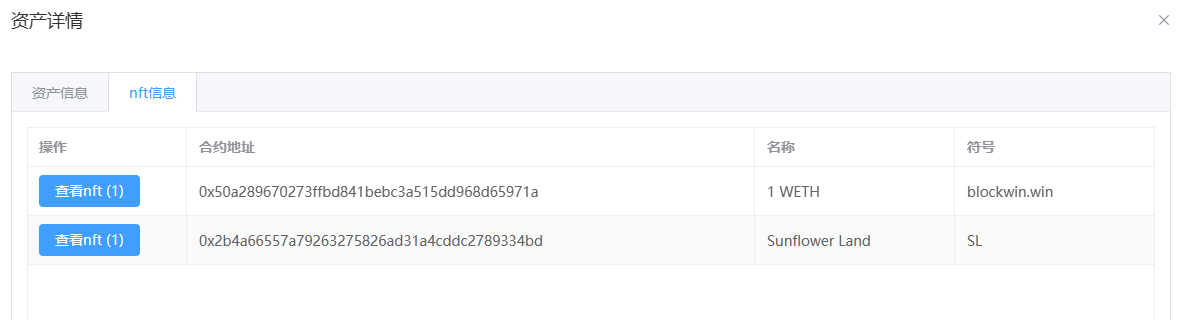 资产详情
资产信息 nft信息
操作 合约地址 名称 符号
查看nft (1) 0x50a289670273ffbd841bebc3a515dd968d65971a 1 WETH blockwin.win
查看nft (1) 0x2b4a66557a79263275826ad31a4cddc2789334bd Sunflower Land SL